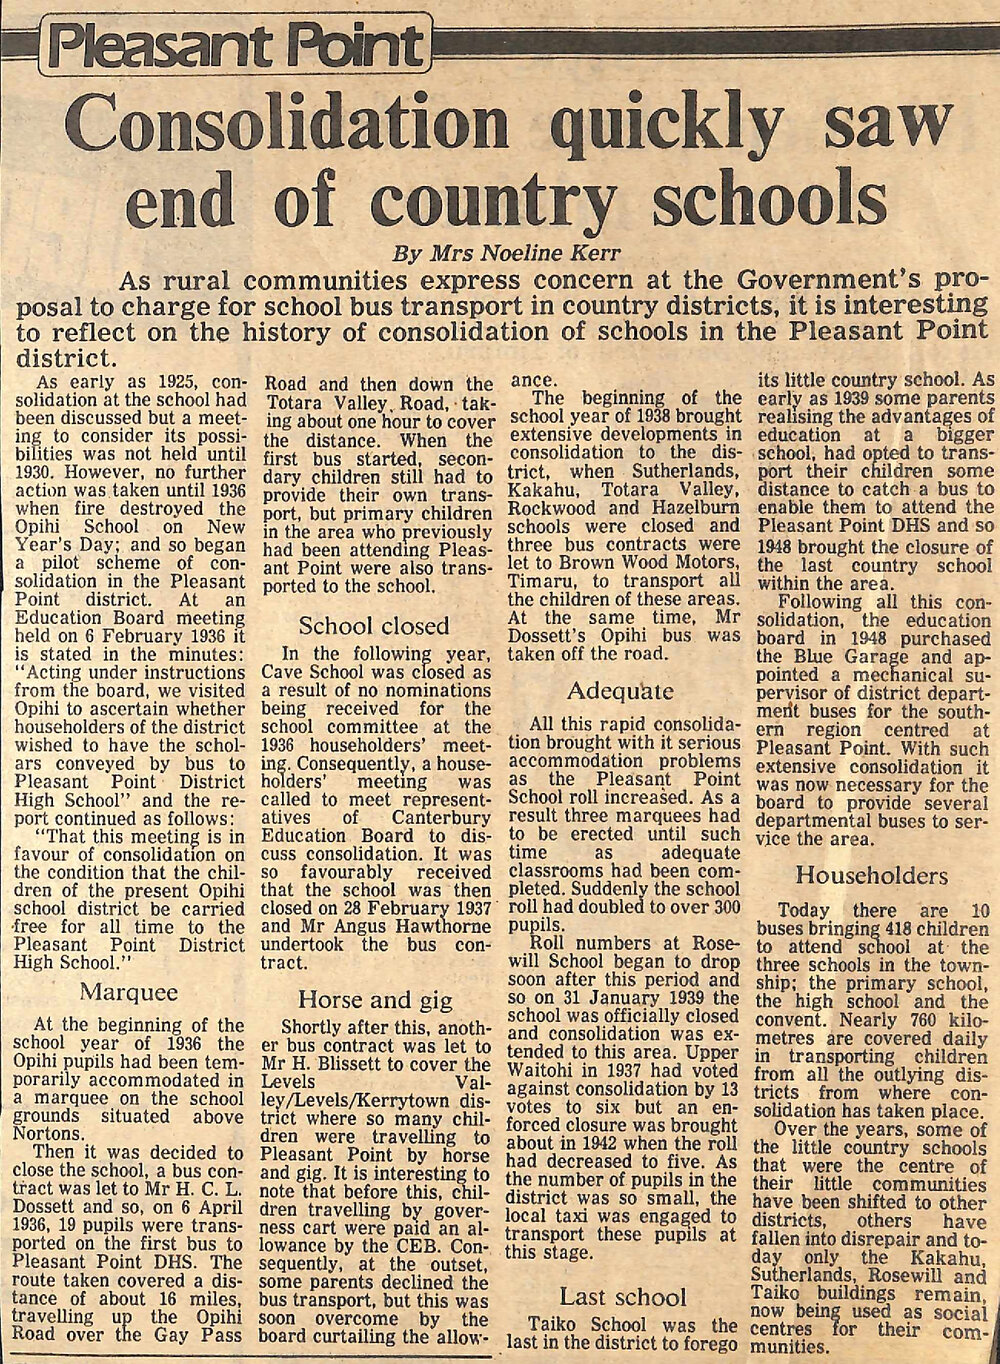 Pleasant Point
Consolidation quickly saw
end of country schools
By Mrs Noeline Kerr
As rural communities express concern at the Government's pro-
posal to charge for school bus transport in country districts, it is interesting
to reflect on the history of consolidation of schools in the Pleasant Point
district.
As early as 1925, con-
solidation at the school had
been discussed but a meet-
ing to consider its possi-
bilities was not held until
1930. However, no further
action was taken until 1936
when fire destroyed the
Opihi School on New
Year's Day; and so began
a pilot scheme of con-
solidation in the Pleasant
Point district. At an
Education Board meeting
held on 6 February 1936 it
is stated in the minutes:
"Acting under instructions
from the board, we visited
Opihi to ascertain whether
householders of the district
wished to have the schol-
ars conveyed by bus to
Pleasant Point District
High School" and the re-
port continued as follows:
"That this meeting is in
favour of consolidation on
the condition that the chil-
dren of the present Opihi
school district be carried
free for all time to the
Pleasant Point District
High School."
Marquee
At the beginning of the
school year of 1936 the
Opihi pupils had been tem-
porarily accommodated in
a marquee on the school
grounds situated above
Nortons.
Then it was decided to
close the school, a bus con-
tract was let to Mr H. C. L.
Dossett and so, on 6 April
1936, 19 pupils were trans-
ported on the first bus to
Pleasant Point DHS. The
route taken covered a dis-
tance of about 16 miles,
travelling up the Opihi
Road over the Gay Pass
Road and then down the
Totara Valley Road, tak-
ing about one hour to cover
the distance. When the
first bus started, secon-
dary children still had to
provide their own trans-
port, but primary children
in the area who previously
had been attending Pleas-
ant Point were also trans-
ported to the school.
School closed
In the following year,
Cave School was closed as
a result of no nominations
being received for the
school committee at the
1936 householders' meet-
ing. Consequently, a house-
holders' meeting was
called to meet represent-
atives of Canterbury
Education Board to dis-
cuss consolidation. It was
so favourably received
that the school was then
closed on 28 February 1937
and Mr Angus Hawthorne
undertook the bus con-
tract.
Horse and gig
Shortly after this, anoth-
er bus contract was let to
Mr H. Blissett to cover the
Levels Val-
ley/Levels/Kerrytown dis-
trict where so many chil-
dren were travelling to
Pleasant Point by horse
and gig. It is interesting to
note that before this, chil-
dren travelling by gover-
ness cart were paid an al-
lowance by the CEB. Con-
sequently, at the outset,
some parents declined the
bus transport, but this was
soon overcome by the
board curtailing the allow-
ance.
The beginning of the
school year of 1938 brought
extensive developments in
consolidation to the dis-
trict, when Sutherlands,
Kakahu, Totara Valley,
Rockwood and Hazelburn
schools were closed and
three bus contracts were
let to Brown Wood Motors,
Timaru, to transport all
the children of these areas.
At the same time, Mr
Dossett's Opihi bus was
taken off the road.
Adequate
All this rapid consolida-
tion brought with it serious
accommodation problems
as the Pleasant Point
School roll increased. As a
result three marquees had
to be erected until such
time as adequate
classrooms had been com-
pleted. Suddenly the school
roll had doubled to over 300
pupils.
Roll numbers at Rose-
will School began to drop
soon after this period and
so on 31 January 1939 the
school was officially closed
and consolidation was ex-
tended to this area. Upper
Waitohi in 1937 had voted
against consolidation by 13
votes to six but an en-
forced closure was brought
about in 1942 when the roll
had decreased to five. As
the number of pupils in the
district was so small, the
local taxi was engaged to
transport these pupils at
this stage.
Last school
Taiko School was the
last in the district to forego
its little country school. As
early as 1939 some parents
realising the advantages of
education at a bigger
school, had opted to trans-
port their children some
distance to catch a bus to
enable them to attend the
Pleasant Point DHS and so
1948 brought the closure of
the last country school
within the area.
Following all this con-
solidation, the education
board in 1948 purchased
the Blue Garage and ap-
pointed a mechanical su-
pervisor of district depart-
ment buses for the south-
ern region centred at
Pleasant Point. With such
extensive consolidation it
was now necessary for the
board to provide several
departmental buses to ser-
vice the area.
Householders
Today there are 10
buses bringing 418 children
to attend school at the
three schools in the town-
ship; the primary school,
the high school and the
convent. Nearly 760 kilo-
metres are covered daily
in transporting children
from all the outlying dis-
tricts from where con-
solidation has taken place.
Over the years, some of
the little country schools
that were the centre of
their little communities
have been shifted to other
districts, others have
fallen into disrepair and to-
day only the Kakahu,
Sutherlands, Rosewill and
Taiko buildings remain,
now being used as social
centres for their com-
munities.